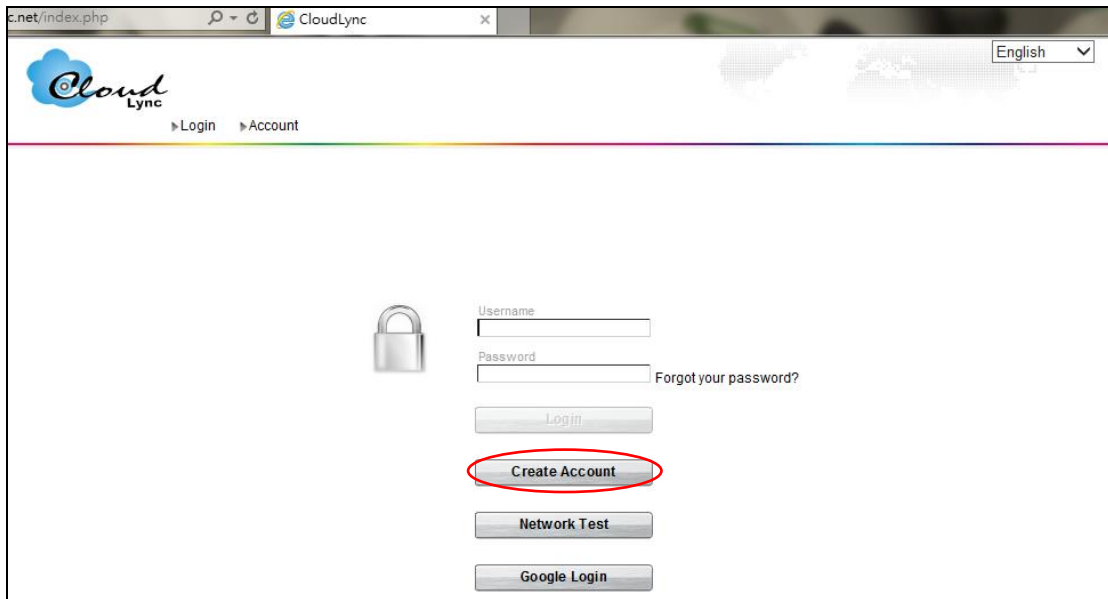 c.net/index.php
CloudLync
English
Cloud
Lync
Login Account
Username
Password
Forgot your password?
Login
Create Account
Network Test
Google Login